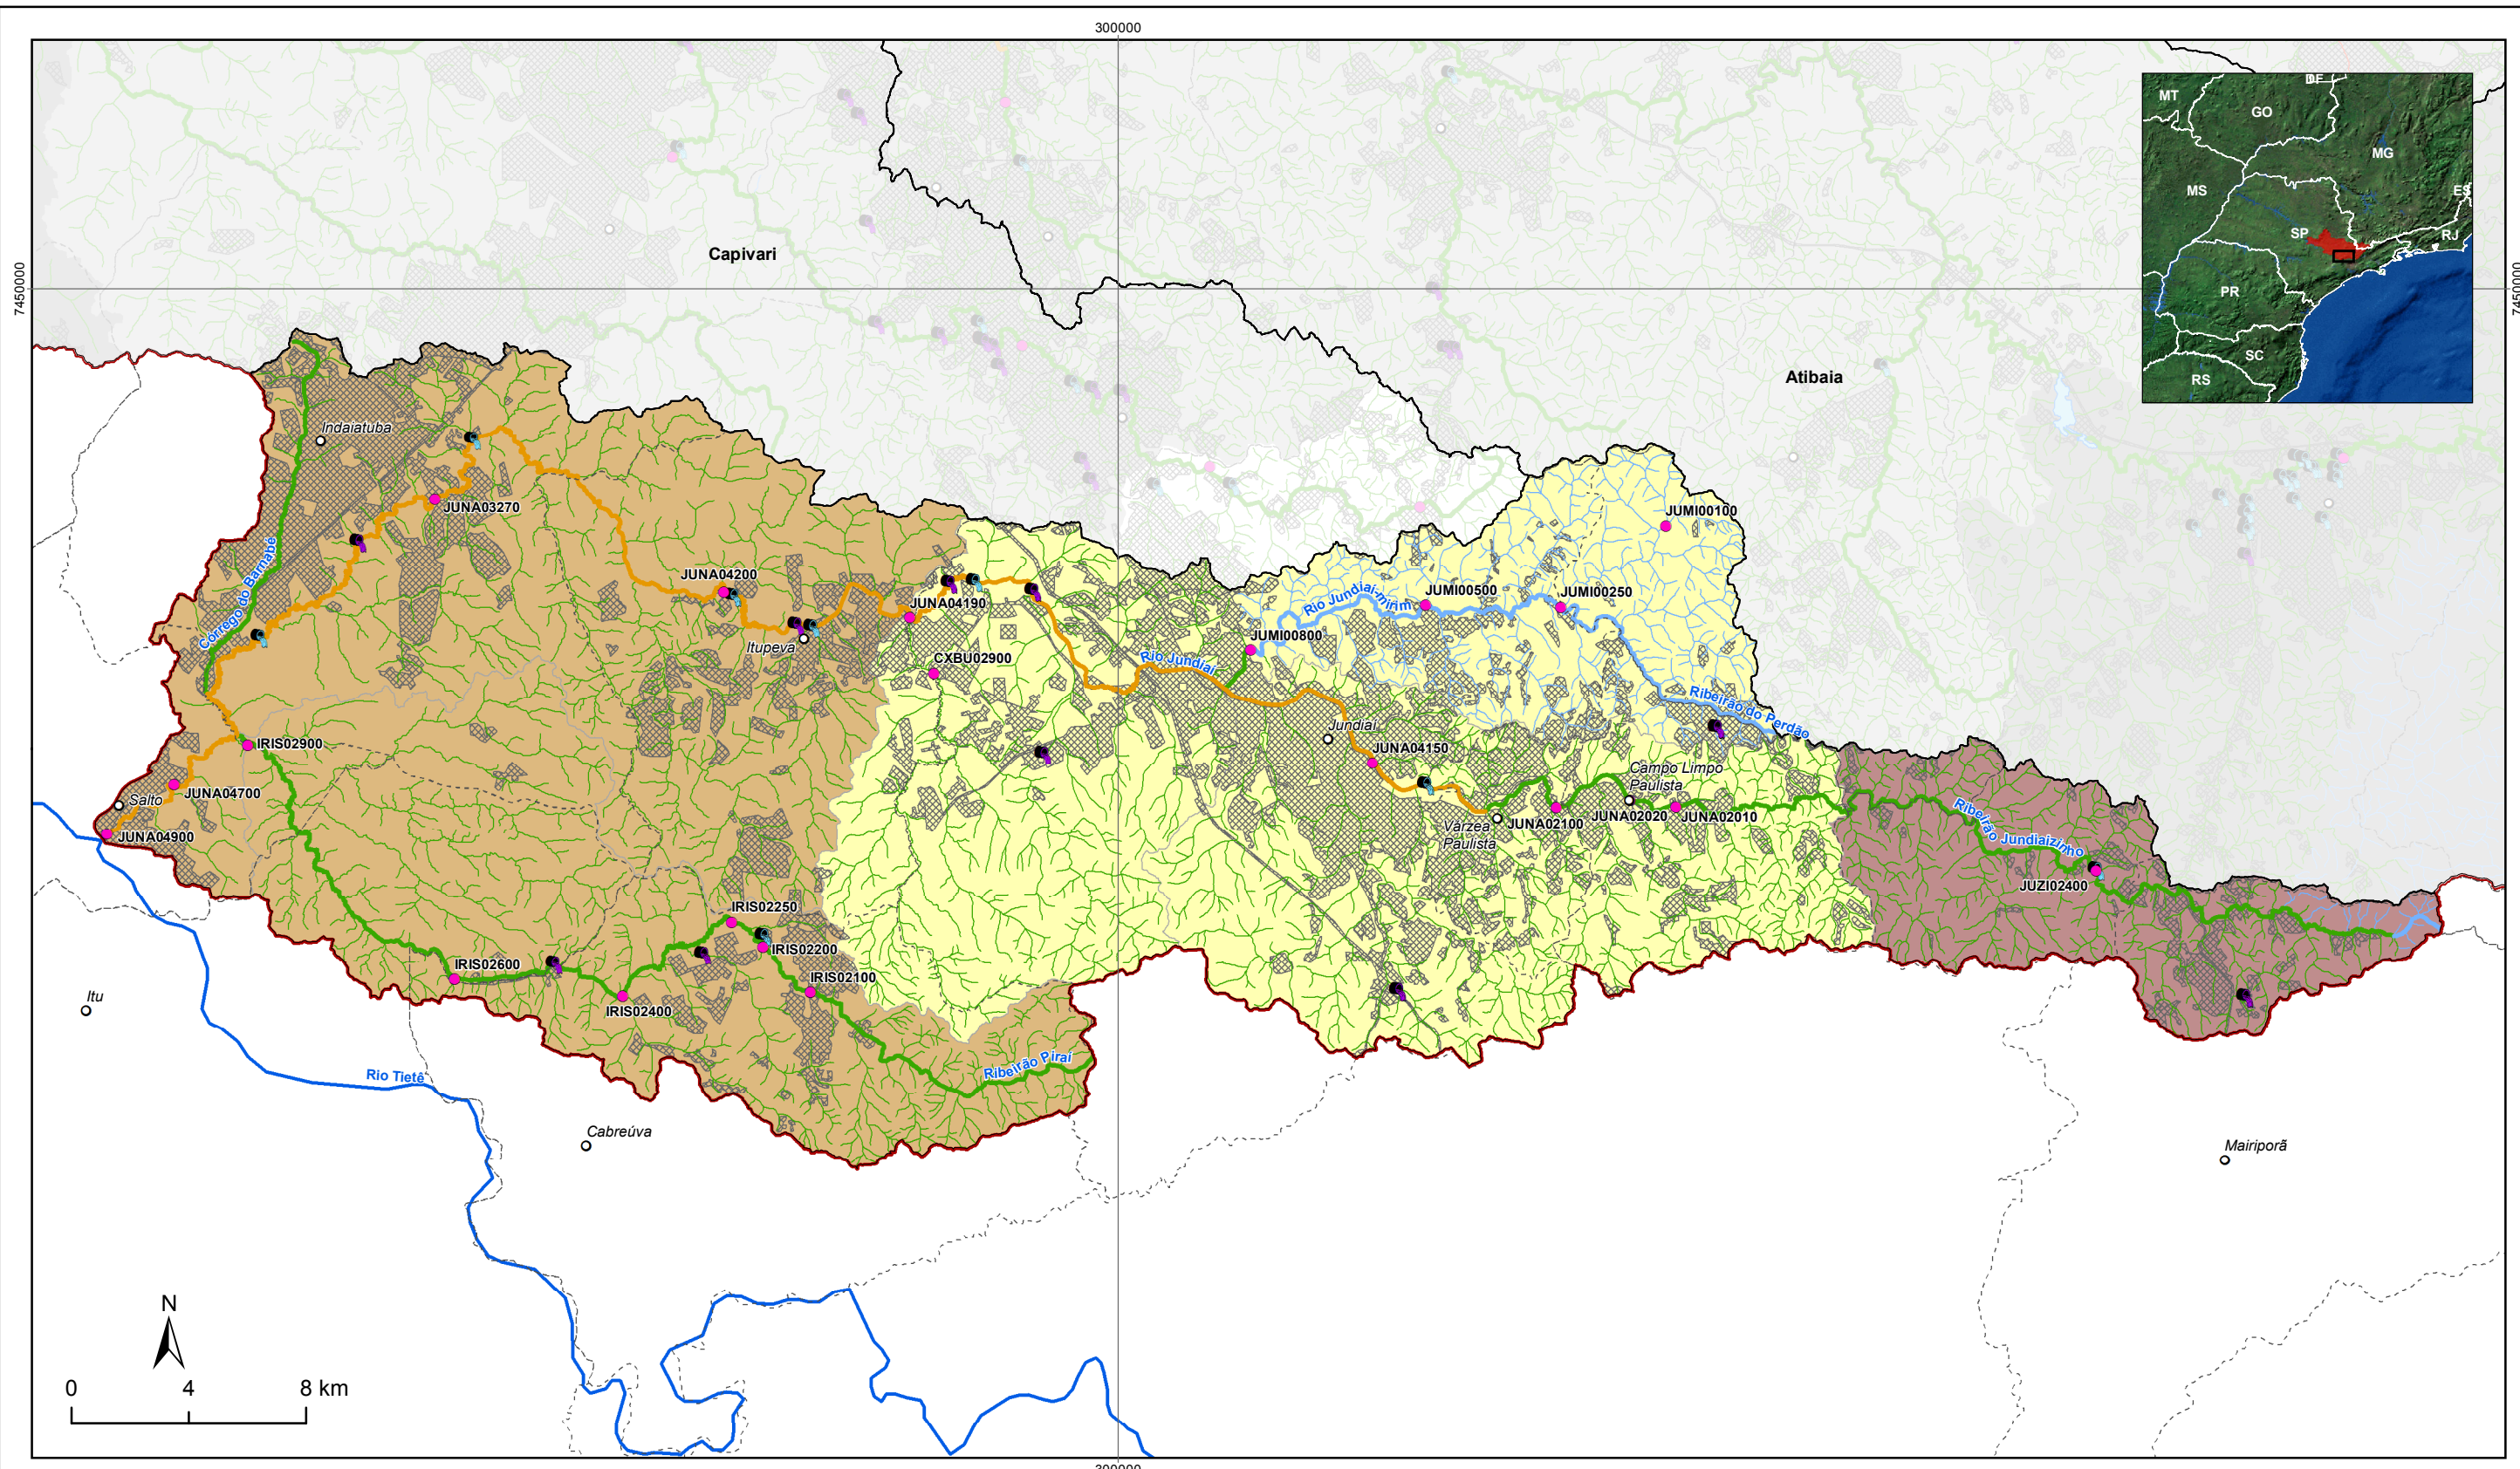 300000
7450000
7450000
DF
MT
GO
MG
MS
ES
SP
RJ
PR
SC
RS
Capivari
Atibaia
Indaiatuba
JUNA03270
Córrego do Barnabé
JUNA04200
JUNA04190
Itupeva
CXBU02900
JUMI00100
Rio Jundiaí-mirim
JUMI00500
JUMI00250
JUMI00800
Rio Jundiaí
Ribeirão do Perdão
Jundiaí
JUNA04150
IRIS02900
JUNA04700
Salto
JUNA04900
Campo Limpo
Paulista
Várzea
Paulista
JUNA02100
JUNA02020
JUNA02010
Ribeirão Jundiaizinho
JUZI02400
IRIS02250
IRIS02200
IRIS02100
IRIS02600
IRIS02400
Itu
Ribeirão Piraí
Rio Tietê
Cabreúva
Mairiporã
N
0 4 8 km